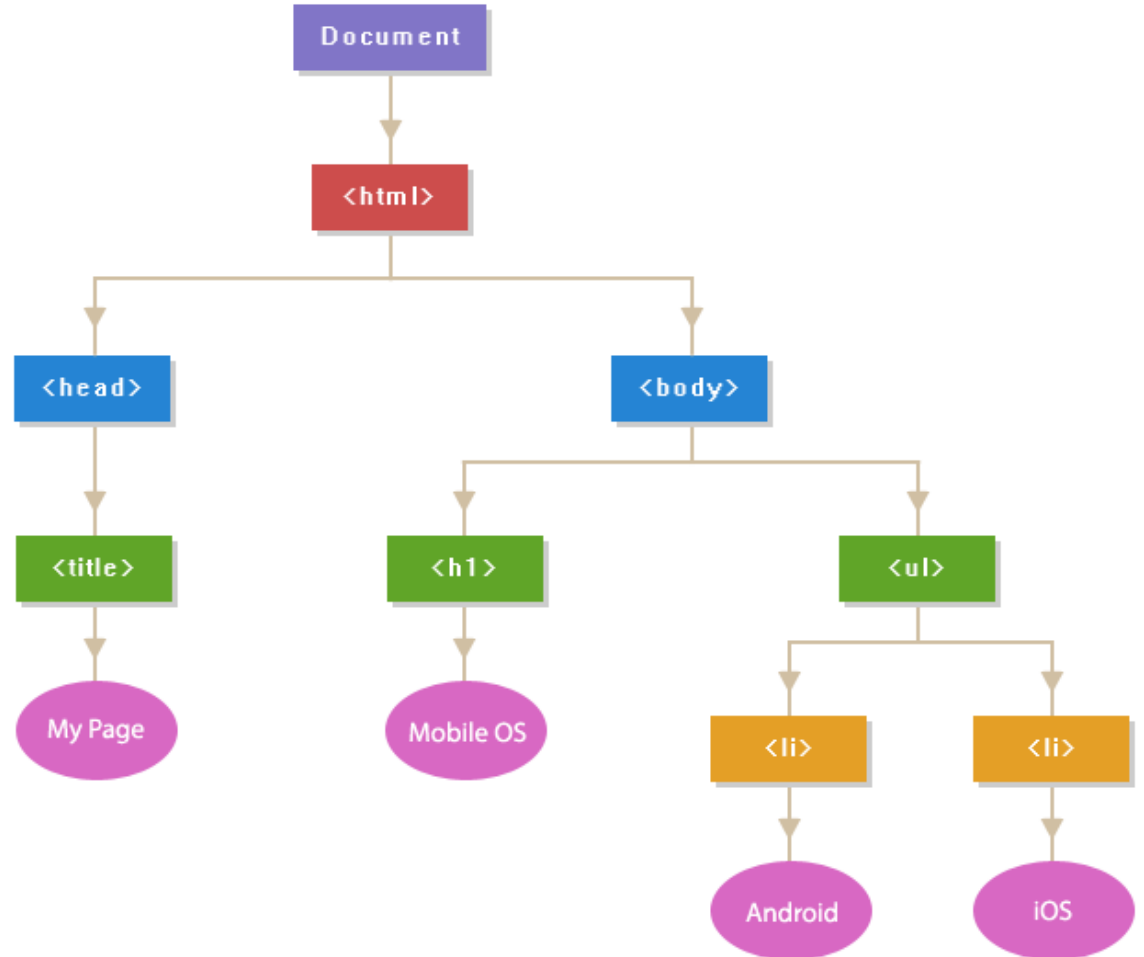 Document
<html>
<head>
<body>
<title>
<h1>
<ul>
My Page
Mobile OS
<li>
<li>
Android
iOS